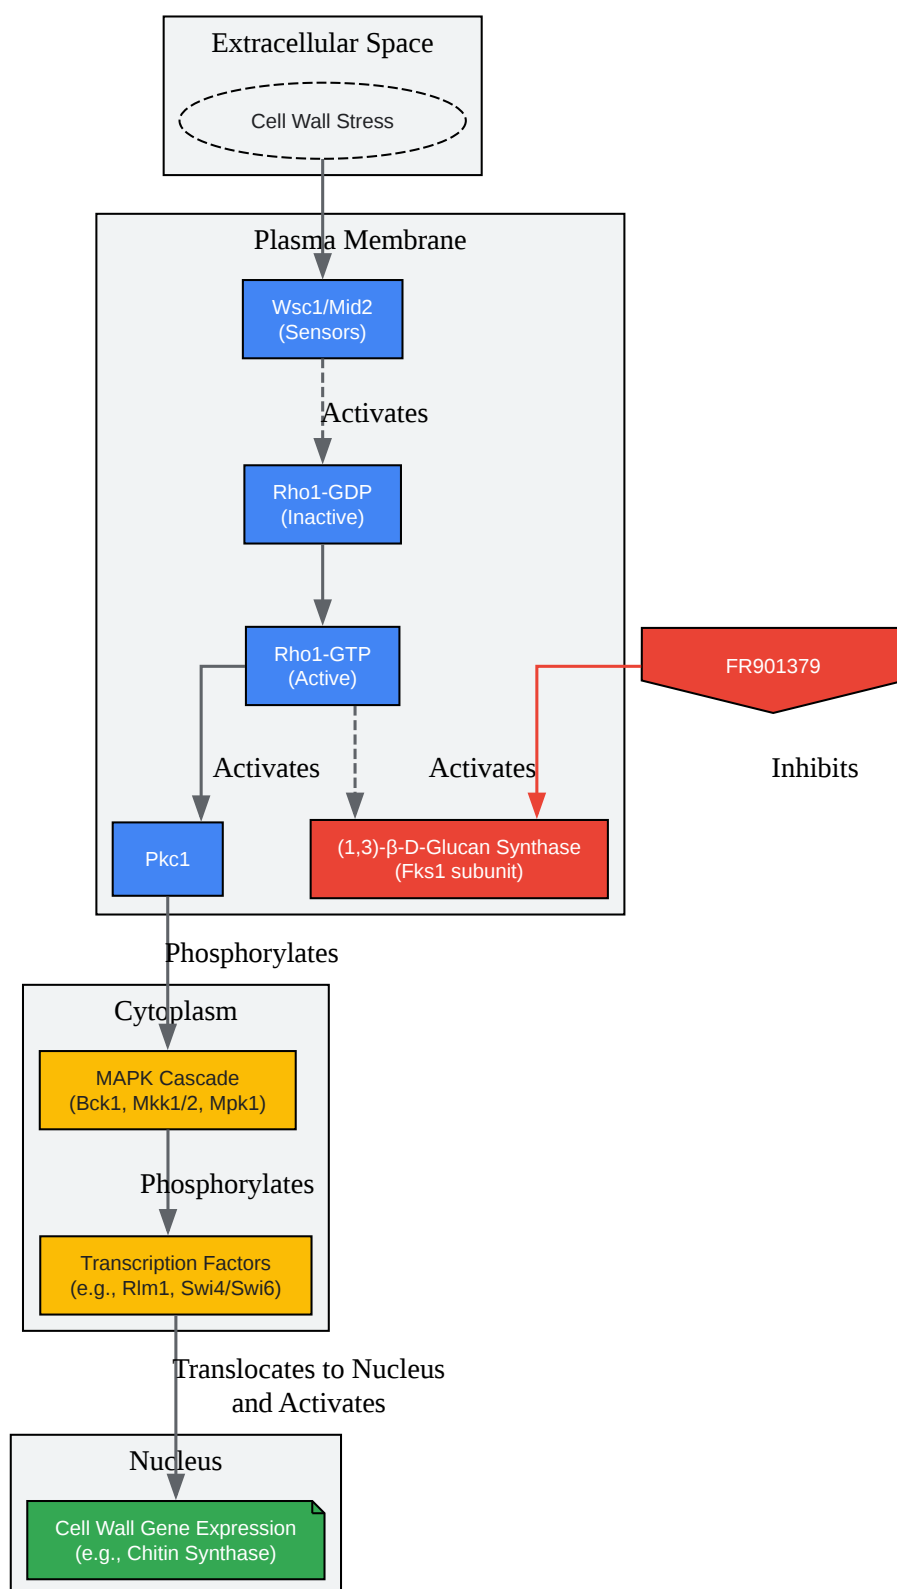 Extracellular Space
Cell Wall Stress
Plasma Membrane
Wsc1/Mid2
(Sensors)
Activates
Rho1-GDP
(Inactive)
Rho1-GTP
(Active)
FR901379
Activates
Activates
Inhibits
Pkc1
(1,3)-β-D-Glucan Synthase
(Fks1 subunit)
Phosphorylates
Cytoplasm
MAPK Cascade
(Bck1, Mkk1/2, Mpk1)
Phosphorylates
Transcription Factors
(e.g., Rlm1, Swi4/Swi6)
Translocates to Nucleus
and Activates
Nucleus
Cell Wall Gene Expression
(e.g., Chitin Synthase)